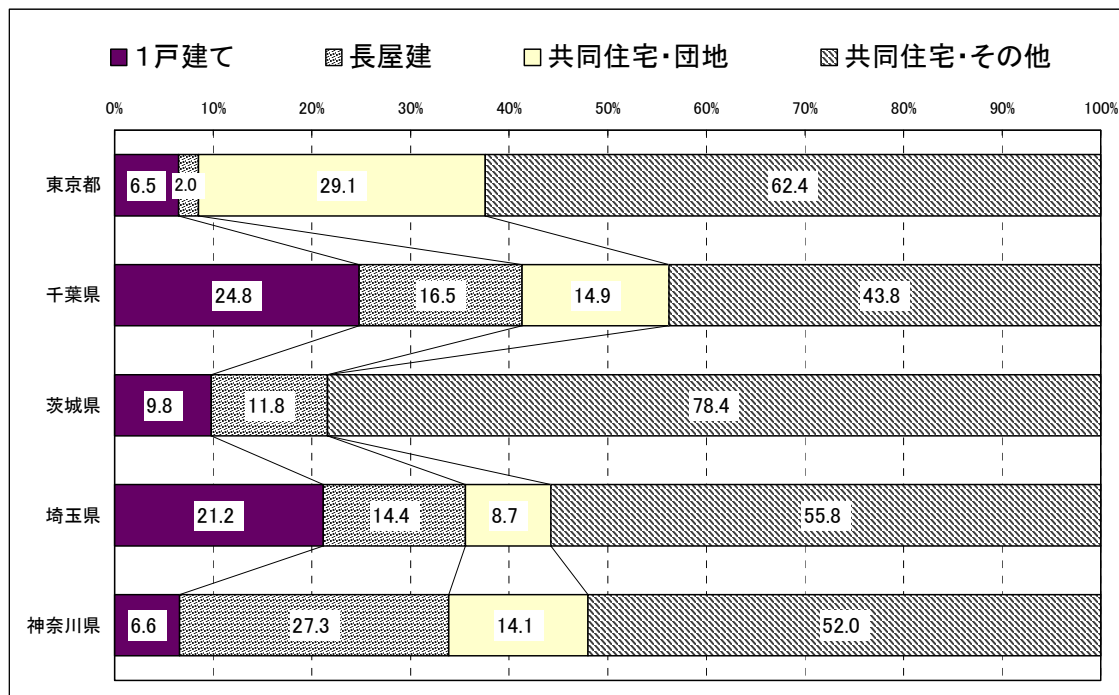 1戸建て 長屋建 共同住宅・団地 共同住宅・その他
0% 10% 20% 30% 40% 50% 60% 70% 80% 90% 100%
東京都 6.5 2.0 29.1 62.4
千葉県 24.8 16.5 14.9 43.8
茨城県 9.8 11.8 78.4
埼玉県 21.2 14.4 8.7 55.8
神奈川県 6.6 27.3 14.1 52.0